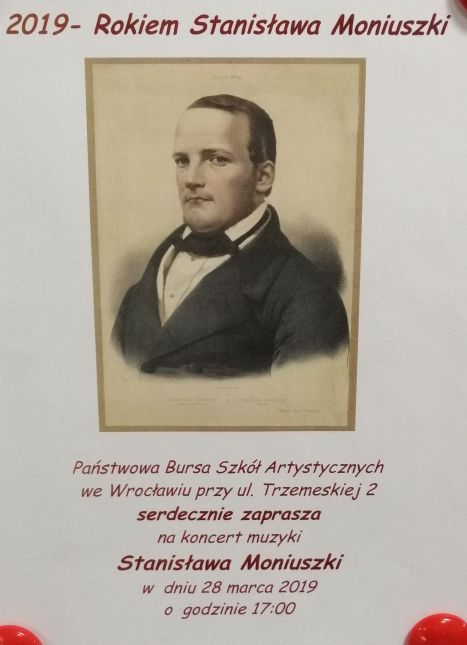 2019- Rokiem Stanisława Moniuszki
Państwowa Bursa Szkół Artystycznych
we Wrocławiu przy ul. Trzemeskiej 2
serdecznie zaprasza
na koncert muzyki
Stanisława Moniuszki
w dniu 28 marca 2019
o godzinie 17:00